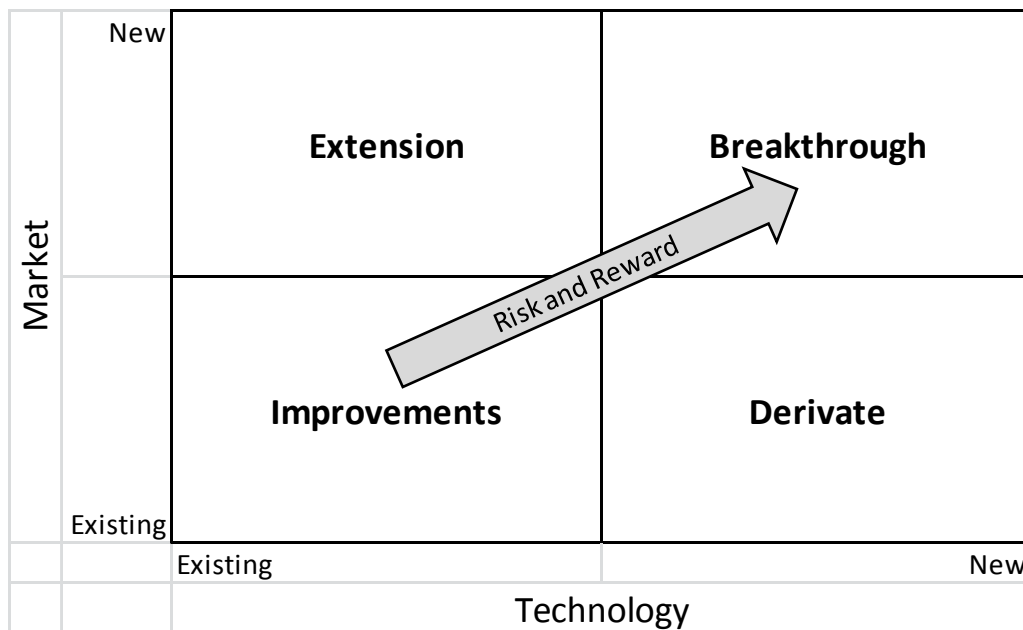 New
Extension
Breakthrough
Market
Risk and Reward
Improvements
Derivate
Existing
Existing
New
Technology